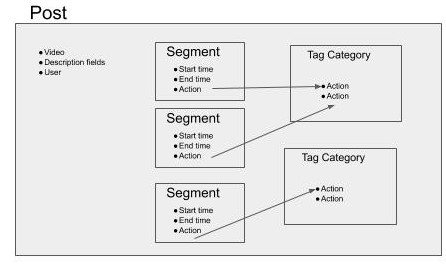 Post
• Video
• Description fields
• User
Segment
• Start time
• End time
• Action
Segment
• Start time
• End time
• Action
Segment
• Start time
• End time
• Action
Tag Category
• Action
• Action
Tag Category
• Action
• Action